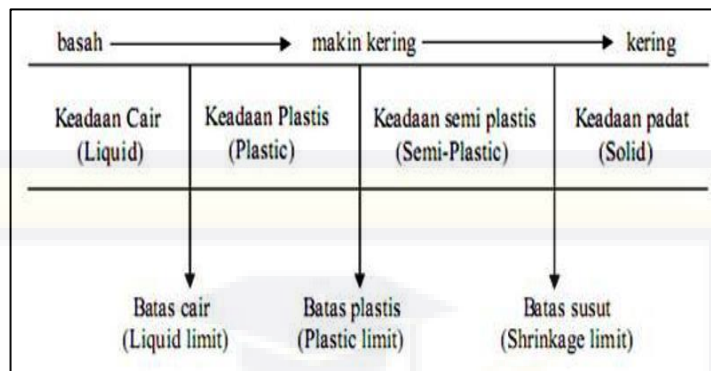 basah makin kering kering
Keadaan Cair Keadaan Plastis Keadaan semi plastis Keadaan padat
(Liquid) (Plastic) (Semi-Plastic) (Solid)
Batas cair Batas plastis Batas susut
(Liquid limit) (Plastic limit) (Shrinkage limit)